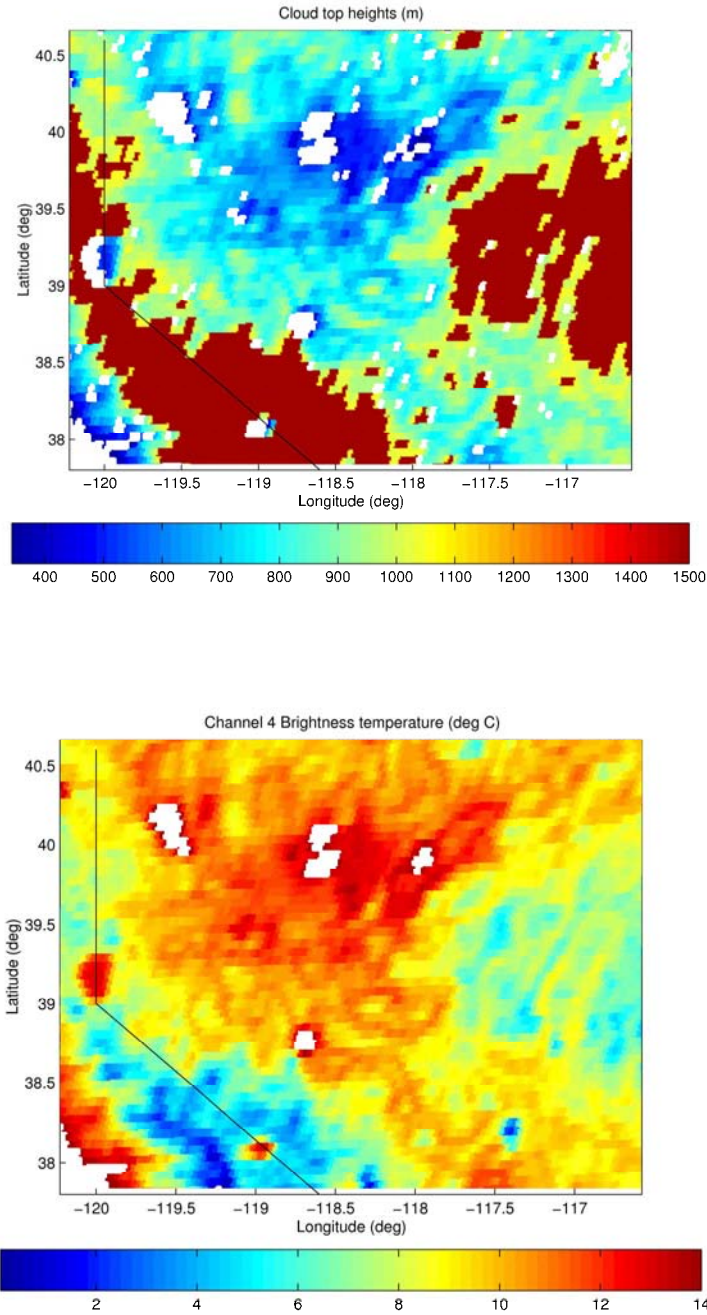 Cloud top heights (m)
40.5
40
39.5
39
38.5
38
Latitude (deg)
−120 −119.5 −119 −118.5 −118 −117.5 −117
Longitude (deg)
400 500 600 700 800 900 1000 1100 1200 1300 1400 1500
Channel 4 Brightness temperature (deg C)
40.5
40
39.5
39
38.5
38
Latitude (deg)
−120 −119.5 −119 −118.5 −118 −117.5 −117
Longitude (deg)
2 4 6 8 10 12 14